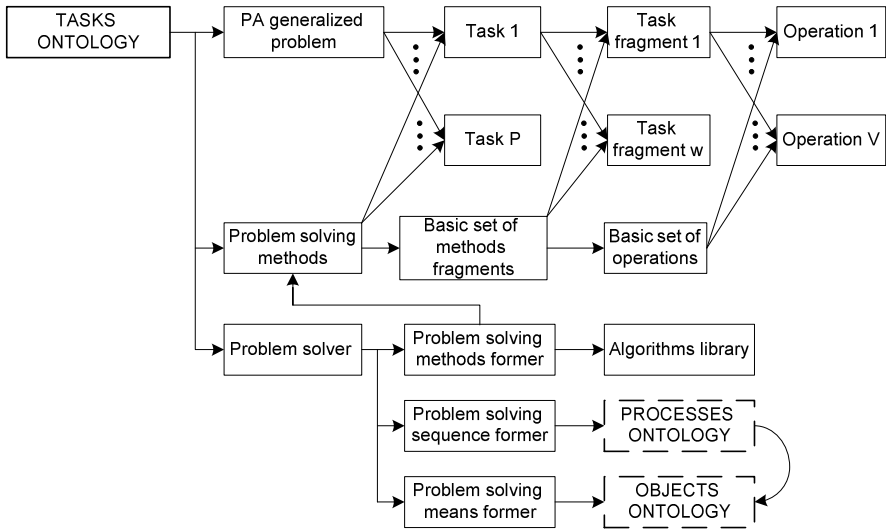 TASKS
ONTOLOGY
PA generalized
problem
Task 1
Task
fragment 1
Operation 1
Task P
Task
fragment w
Operation V
Problem solving
methods
Basic set of
methods
fragments
Basic set of
operations
Problem solver
Problem solving
methods former
Algorithms library
Problem solving
sequence former
PROCESSES
ONTOLOGY
Problem solving
means former
OBJECTS
ONTOLOGY